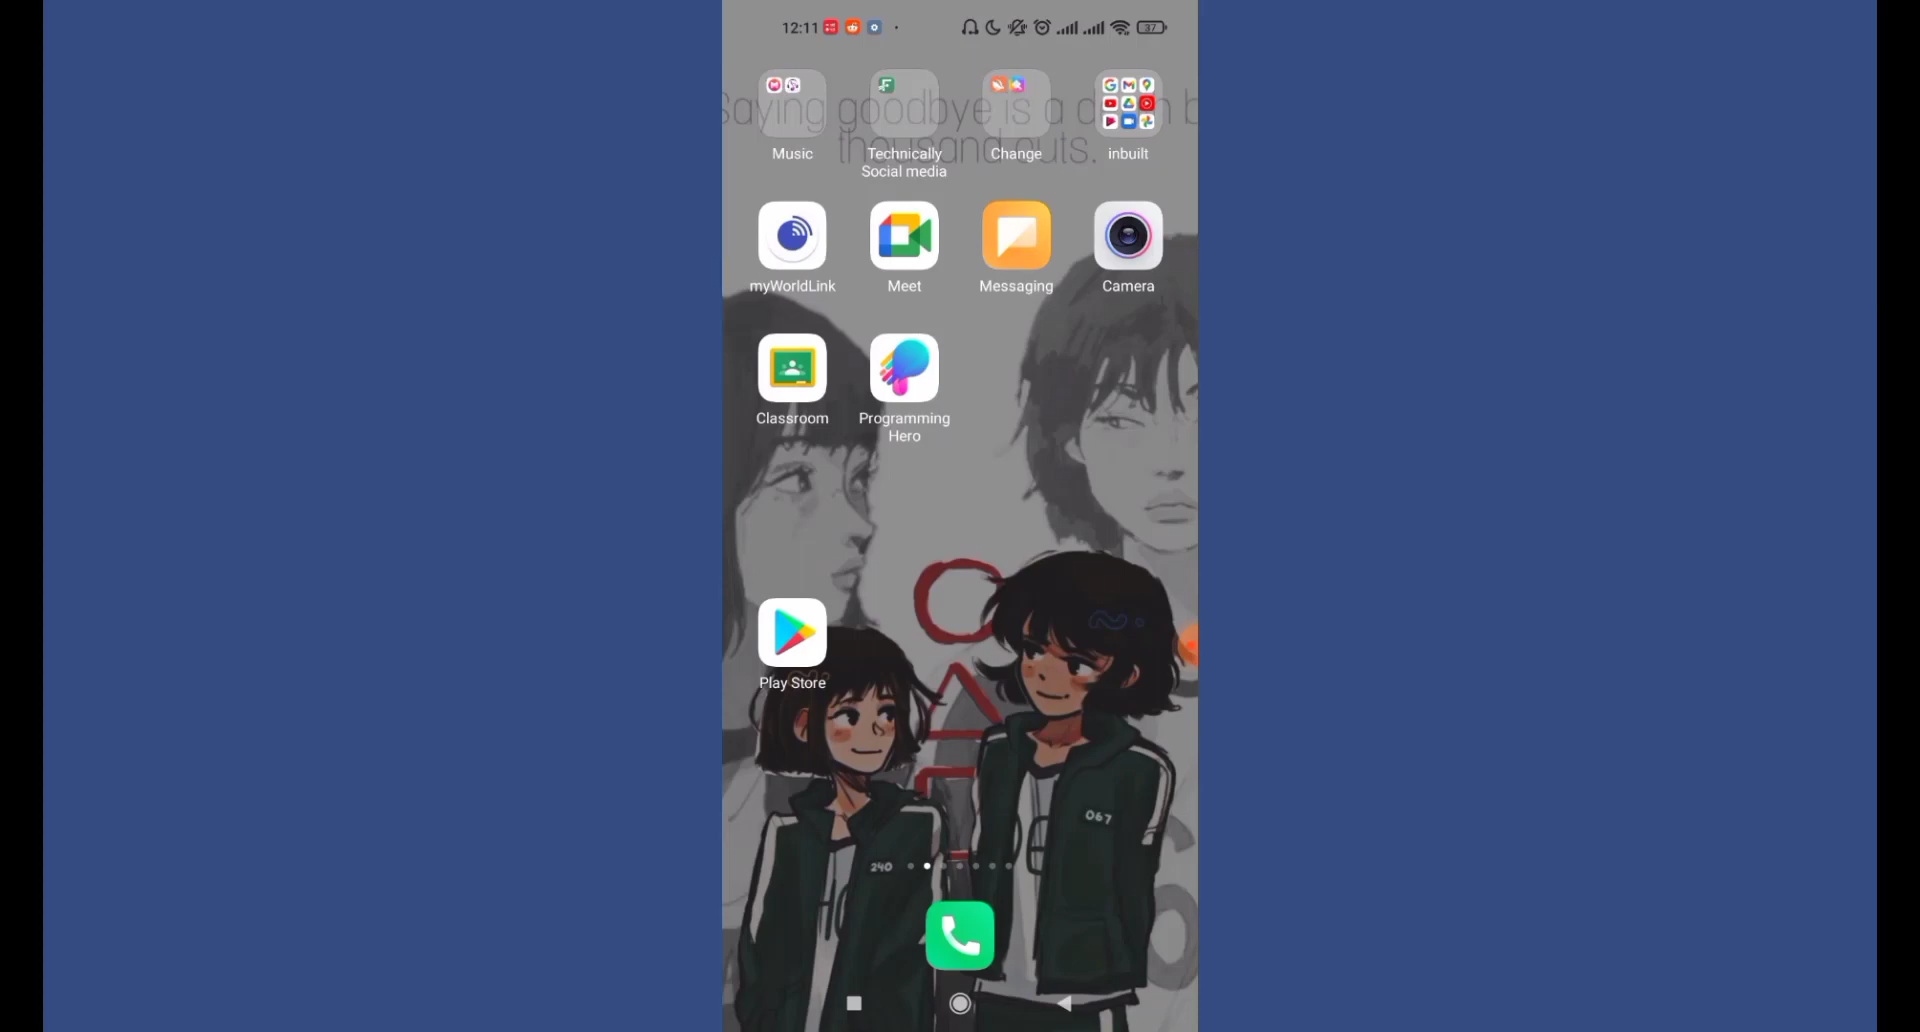 12:11
37
Saying goodbye is a d
thousand cuts.
Music
Technically
Social media
Change
inbuilt
myWorldLink
Meet
Messaging
Camera
Classroom
Programming
Hero
Play Store
067
240